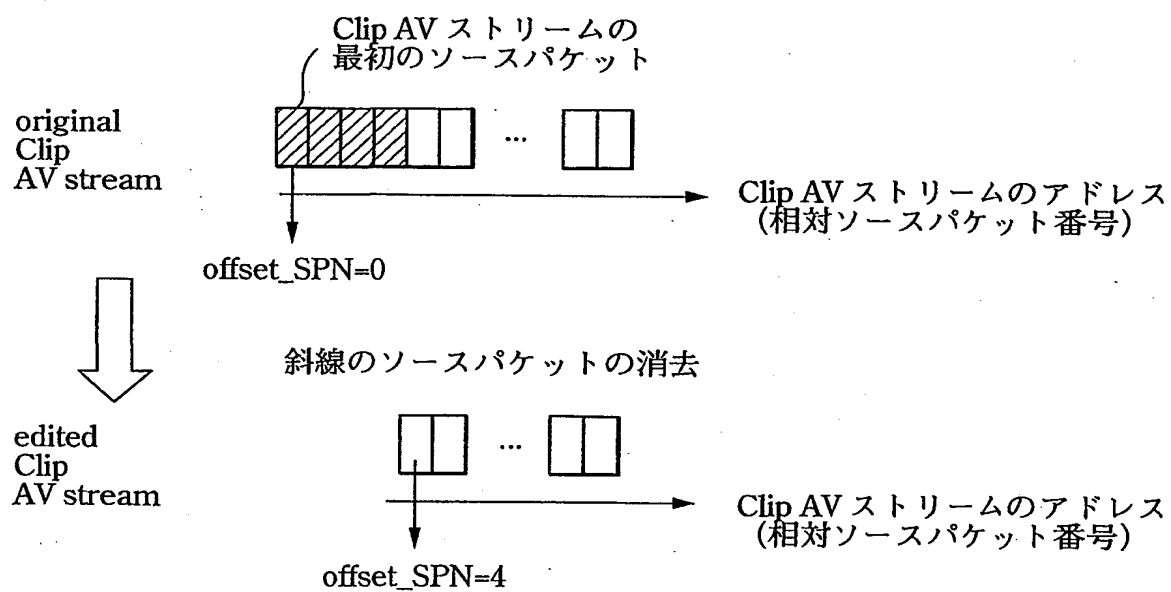 Clip AV ストリームの
最初のソースパケット
original
Clip
AV stream
...
Clip AV ストリームのアドレス
(相対ソースパケット番号)
offset_SPN=0
斜線のソースパケットの消去
edited
Clip
AV stream
...
Clip AV ストリームのアドレス
(相対ソースパケット番号)
offset_SPN=4